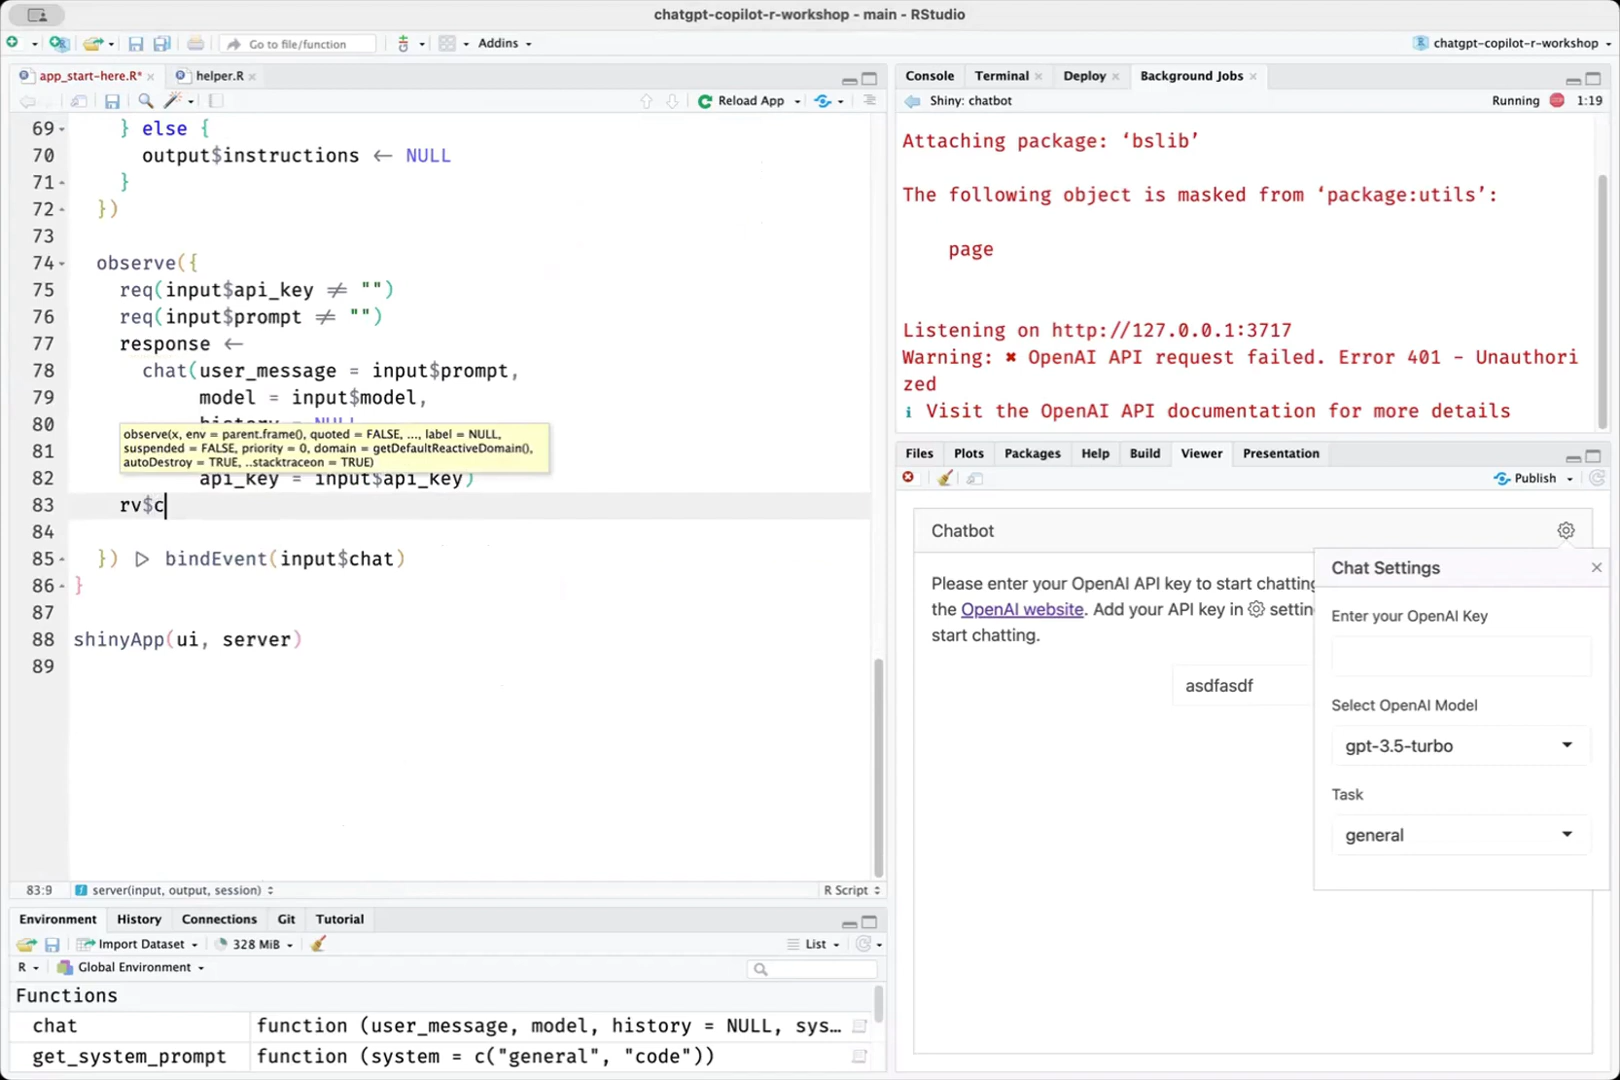 chatgpt-copilot-r-workshop - main - RStudio
Go to file/function
Addins
chatgpt-copilot-r-workshop
app_start-here.R*
helper.R
Reload App
69 } else {
70 output$instructions ← NULL
71 }
72 })
73
74 observe({
75 req(input$api_key ≠ "")
76 req(input$prompt ≠ "")
77 response ←
78 chat(user_message = input$prompt,
79 model = input$model,
80 history = NULL
observe(x, env = parent.frame(), quoted = FALSE, ..., label = NULL,
81 suspended = FALSE, priority = 0, domain = getDefaultReactiveDomain(),
autoDestroy = TRUE, ..stacktraceon = TRUE)
82 api_key = input$api_key)
83 rv$c
84
85 }) ▷ bindEvent(input$chat)
86 }
87
88 shinyApp(ui, server)
89
83:9 server(input, output, session)
R Script
Environment History Connections Git Tutorial
Import Dataset 328 MiB List
R Global Environment
Functions
chat function (user_message, model, history = NULL, sys…
get_system_prompt function (system = c("general", "code"))
Console Terminal Deploy Background Jobs
Shiny: chatbot Running 1:19
Attaching package: ‘bslib’
The following object is masked from ‘package:utils’:
page
Listening on http://127.0.0.1:3717
Warning: ✖ OpenAI API request failed. Error 401 - Unauthori
zed
ℹ Visit the OpenAI API documentation for more details
Files Plots Packages Help Build Viewer Presentation
Publish
Chatbot
Please enter your OpenAI API key to start chatting
the OpenAI website. Add your API key in settin
start chatting.
asdfasdf
Chat Settings
Enter your OpenAI Key
Select OpenAI Model
gpt-3.5-turbo
Task
general